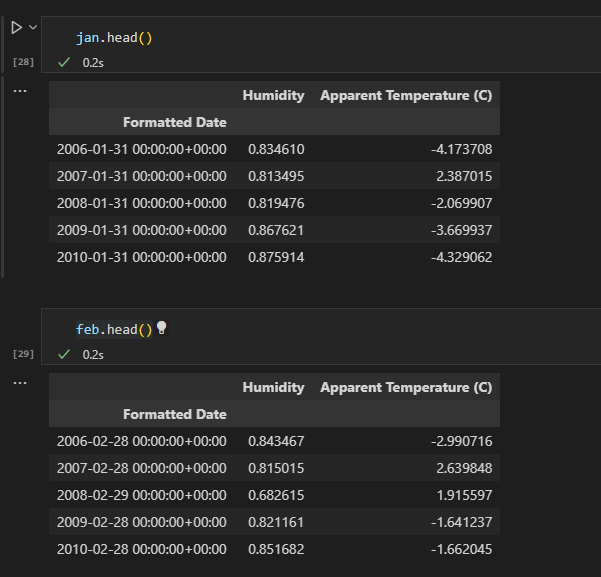 jan.head()
[28]
0.2s
...
Humidity Apparent Temperature (C)
Formatted Date
2006-01-31 00:00:00+00:00 0.834610 -4.173708
2007-01-31 00:00:00+00:00 0.813495 2.387015
2008-01-31 00:00:00+00:00 0.819476 -2.069907
2009-01-31 00:00:00+00:00 0.867621 -3.669937
2010-01-31 00:00:00+00:00 0.875914 -4.329062
feb.head()
[29]
0.2s
...
Humidity Apparent Temperature (C)
Formatted Date
2006-02-28 00:00:00+00:00 0.843467 -2.990716
2007-02-28 00:00:00+00:00 0.815015 2.639848
2008-02-29 00:00:00+00:00 0.682615 1.915597
2009-02-28 00:00:00+00:00 0.821161 -1.641237
2010-02-28 00:00:00+00:00 0.851682 -1.662045